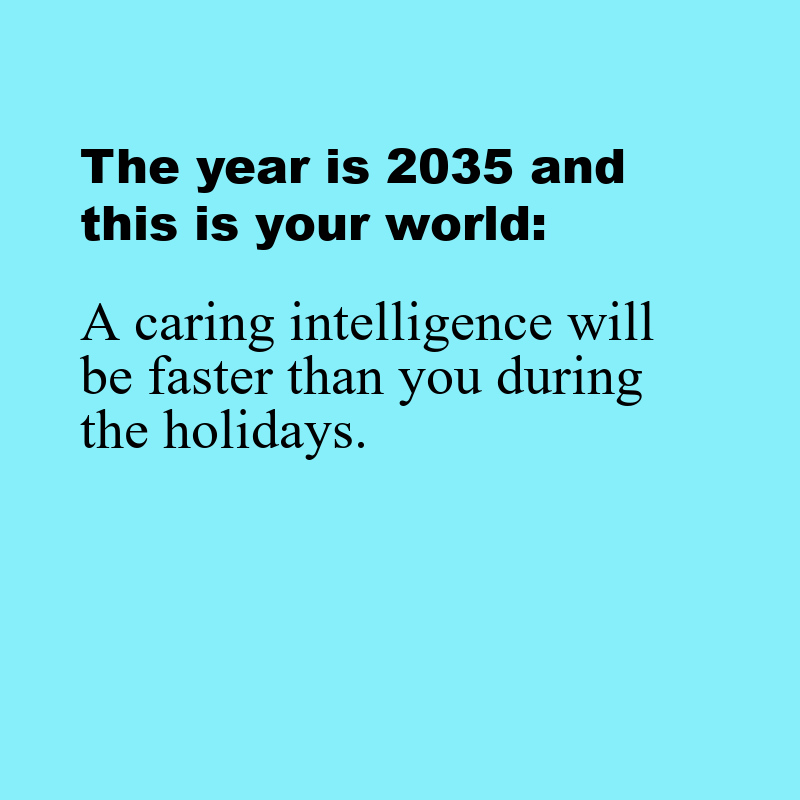 The year is 2035 and
this is your world:
A caring intelligence will
be faster than you during
the holidays.